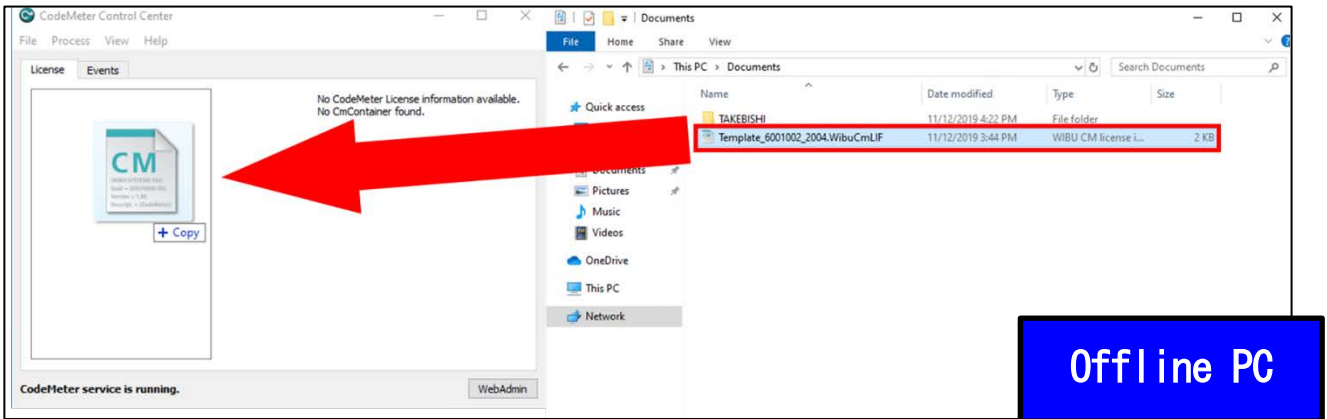 CodeMeter Control Center
File Process View Help
License Events
No CodeMeter License information available.
No CmContainer found.
CM
+ Copy
CodeMeter service is running.
WebAdmin
Documents
File Home Share View
This PC > Documents
Search Documents
Name Date modified Type Size
Quick access
TAKEBISHI 11/12/2019 4:22 PM File folder
Template_6001002_2004.WibuCmLIF 11/12/2019 3:44 PM WIBU CM license i... 2 KB
Documents
Pictures
Music
Videos
OneDrive
This PC
Network
Offline PC